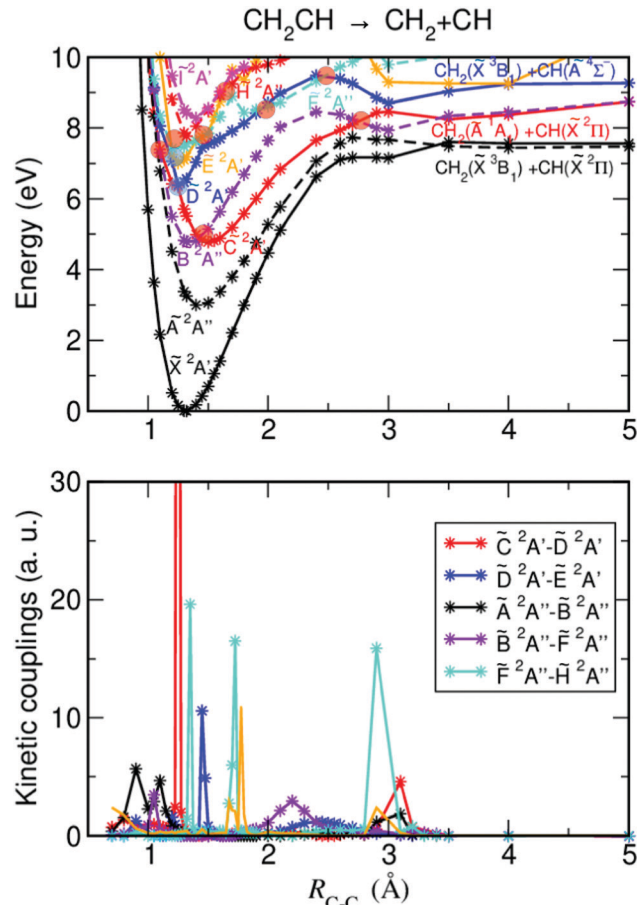 CH₂CH → CH₂+CH
10
8
6
4
2
0
Energy (eV)
Ĩ ²A'
H̃ ²A'
F̃ ²A''
Ẽ ²A'
D̃ ²A'
C̃ ²A'
B̃ ²A''
Ã ²A''
X̃ ²A'
CH₂(X̃ ³B₁) +CH(Ã ⁴Σ⁻)
CH₂(Ã ¹A₁) +CH(X̃ ²Π)
CH₂(X̃ ³B₁) +CH(X̃ ²Π)
1 2 3 4 5
30
20
10
0
Kinetic couplings (a. u.)
C̃ ²A'-D̃ ²A'
D̃ ²A'-Ẽ ²A'
Ã ²A''-B̃ ²A''
B̃ ²A''-F̃ ²A''
F̃ ²A''-H̃ ²A''
1 2 3 4 5
R_C-C (Å)